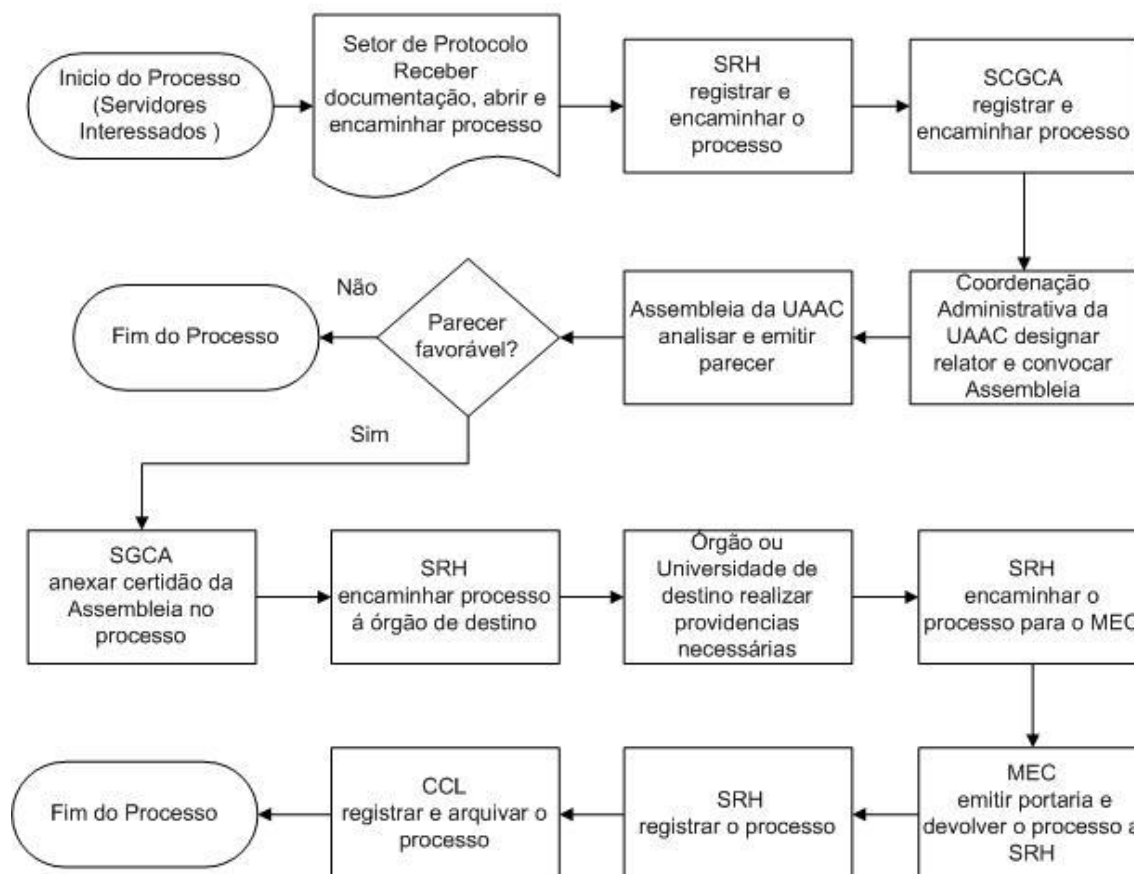 Inicio do Processo
(Servidores
Interessados )
Setor de Protocolo
Receber
documentação, abrir e
encaminhar processo
SRH
registrar e
encaminhar o
processo
SCGCA
registrar e
encaminhar processo
Coordenação
Administrativa da
UAAC designar
relator e convocar
Assembleia
Assembleia da UAAC
analisar e emitir
parecer
Parecer
favorável?
Não
Fim do Processo
Sim
SGCA
anexar certidão da
Assembleia no
processo
SRH
encaminhar processo
á órgão de destino
Órgão ou
Universidade de
destino realizar
providencias
necessárias
SRH
encaminhar o
processo para o MEC
MEC
emitir portaria e
devolver o processo a
SRH
SRH
registrar o processo
CCL
registrar e arquivar o
processo
Fim do Processo